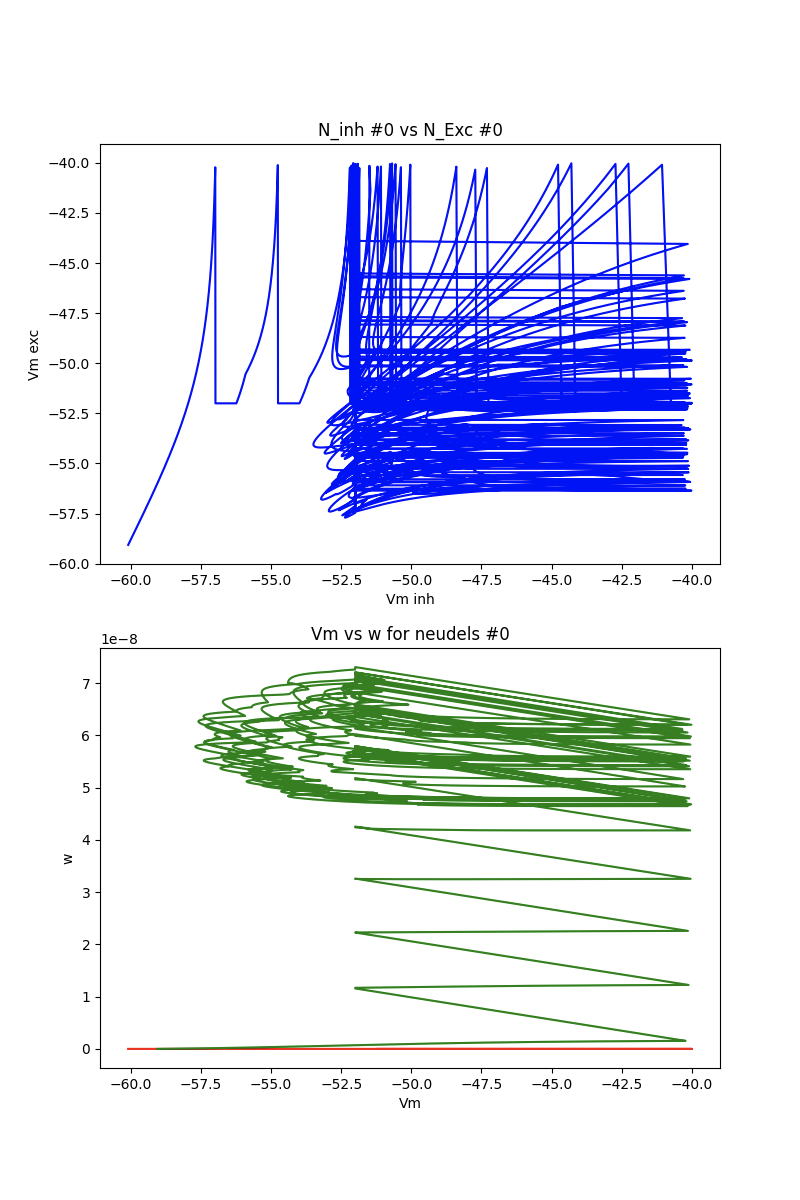 N_inh #0 vs N_Exc #0
−40.0
−42.5
−45.0
−47.5
−50.0
−52.5
−55.0
−57.5
−60.0
Vm exc
−60.0 −57.5 −55.0 −52.5 −50.0 −47.5 −45.0 −42.5 −40.0
Vm inh
Vm vs w for neudels #0
1e−8
7
6
5
4
3
2
1
0
w
−60.0 −57.5 −55.0 −52.5 −50.0 −47.5 −45.0 −42.5 −40.0
Vm